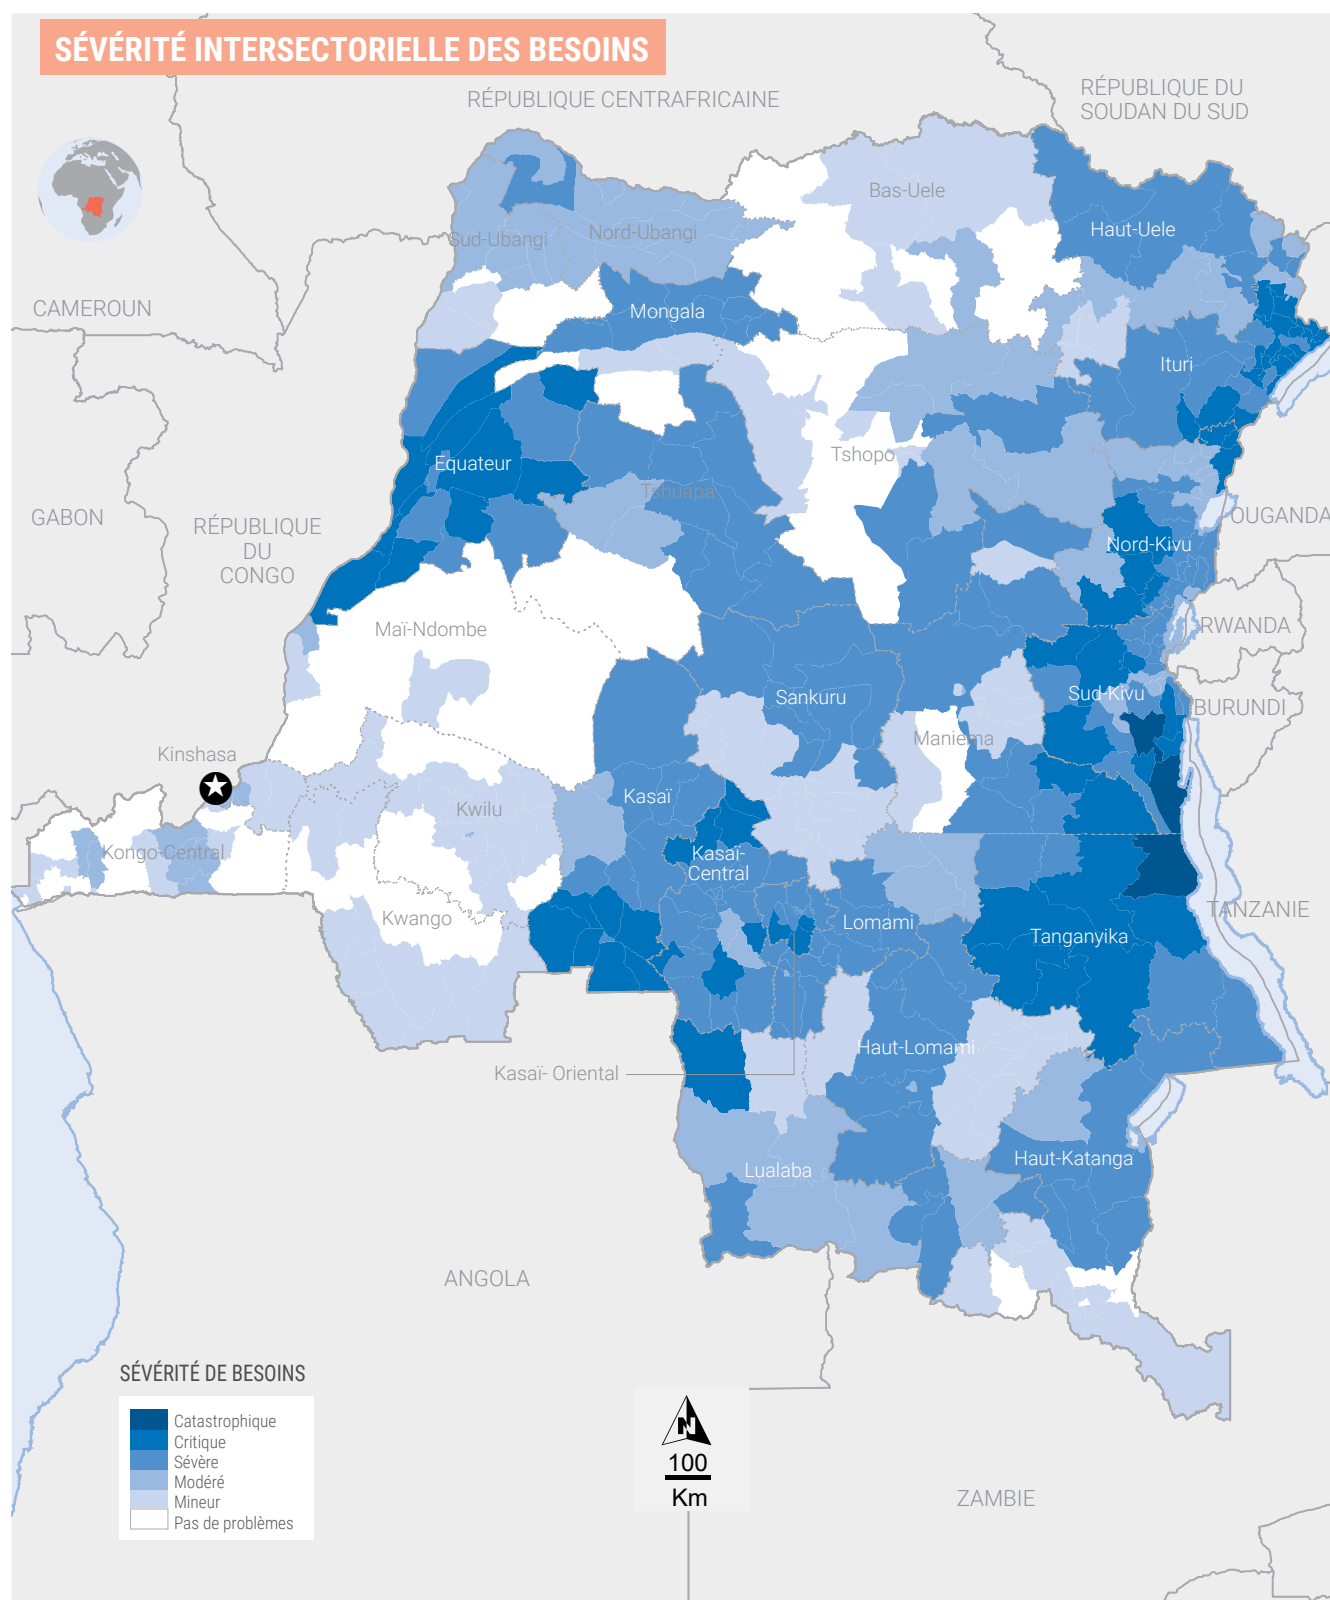 SÉVÉRITÉ INTERSECTORIELLE DES BESOINS
RÉPUBLIQUE CENTRAFRICAINE
RÉPUBLIQUE DU
SOUDAN DU SUD
Bas-Uele
Haut-Uele
Sud-Ubangi
Nord-Ubangi
CAMEROUN
Mongala
Ituri
Equateur
Tshopo
Tshuapa
GABON
RÉPUBLIQUE
DU
CONGO
OUGANDA
Nord-Kivu
Maï-Ndombe
RWANDA
Sankuru
Sud-Kivu
BURUNDI
Maniema
Kinshasa
Kasaï
Kwilu
Kongo-Central
Kasaï-
Central
Kwango
Lomami
TANZANIE
Tanganyika
Haut-Lomami
Kasaï- Oriental
Lualaba
Haut-Katanga
ANGOLA
SÉVÉRITÉ DE BESOINS
Catastrophique
Critique
Sévère
Modéré
Mineur
Pas de problèmes
N
100
Km
ZAMBIE